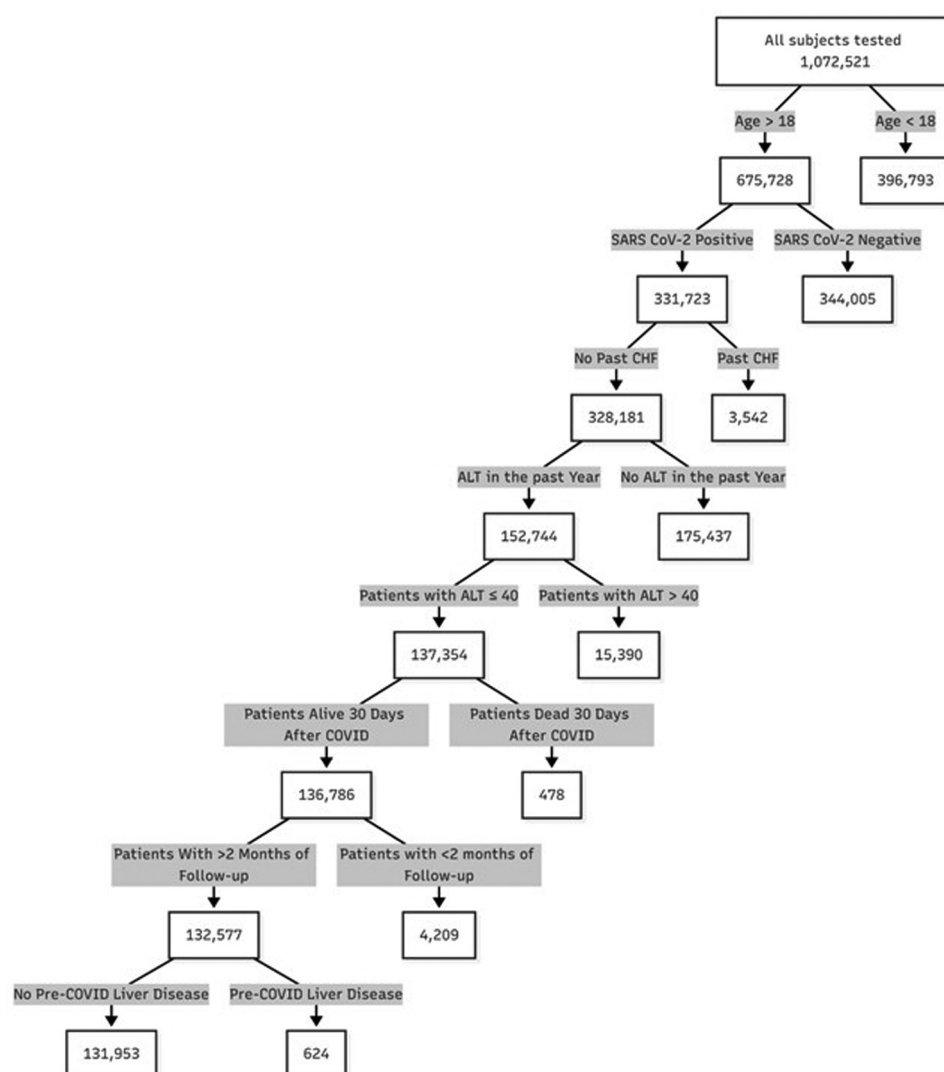 All subjects tested
1,072,521
Age > 18
Age < 18
675,728
396,793
SARS CoV-2 Positive
SARS CoV-2 Negative
331,723
344,005
No Past CHF
Past CHF
328,181
3,542
ALT in the past Year
No ALT in the past Year
152,744
175,437
Patients with ALT ≤ 40
Patients with ALT > 40
137,354
15,390
Patients Alive 30 Days
After COVID
Patients Dead 30 Days
After COVID
136,786
478
Patients With >2 Months of
Follow-up
Patients with <2 months of
Follow-up
132,577
4,209
No Pre-COVID Liver Disease
Pre-COVID Liver Disease
131,953
624